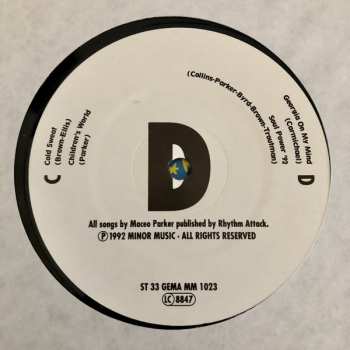 C
Cold Sweat
(Brown-Ellis)
Children's World
(Parker)
D
D
Georgia On My Mind
(Carmichael)
Soul Power '92
(Collins-Parker-Byrd-Brown-Troutman)
All songs by Maceo Parker published by Rhythm Attack.
Ⓟ 1992 MINOR MUSIC - ALL RIGHTS RESERVED
ST 33 GEMA MM 1023
LC 8847